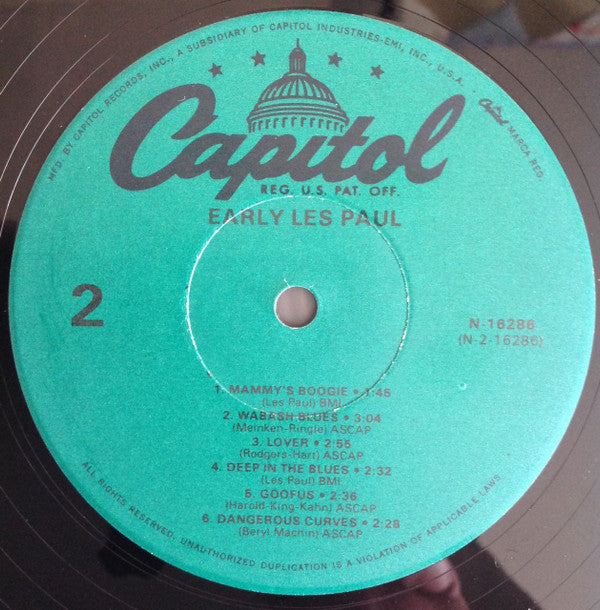 MFD. BY CAPITOL RECORDS, INC., A SUBSIDIARY OF CAPITOL INDUSTRIES-EMI, INC., U.S.A.
Capitol MARCA REG.
Capitol
REG. U.S. PAT. OFF.
EARLY LES PAUL
2
N-16286
(N-2-16286)
1. MAMMY'S BOOGIE • 1:45
(Les Paul) BMI
2. WABASH BLUES • 3:04
(Meinken-Ringle) ASCAP
3. LOVER • 2:55
(Rodgers-Hart) ASCAP
4. DEEP IN THE BLUES • 2:32
(Les Paul) BMI
5. GOOFUS • 2:36
(Harold-King-Kahn) ASCAP
6. DANGEROUS CURVES • 2:28
(Beryl Macnin) ASCAP
ALL RIGHTS RESERVED. UNAUTHORIZED DUPLICATION IS A VIOLATION OF APPLICABLE LAWS